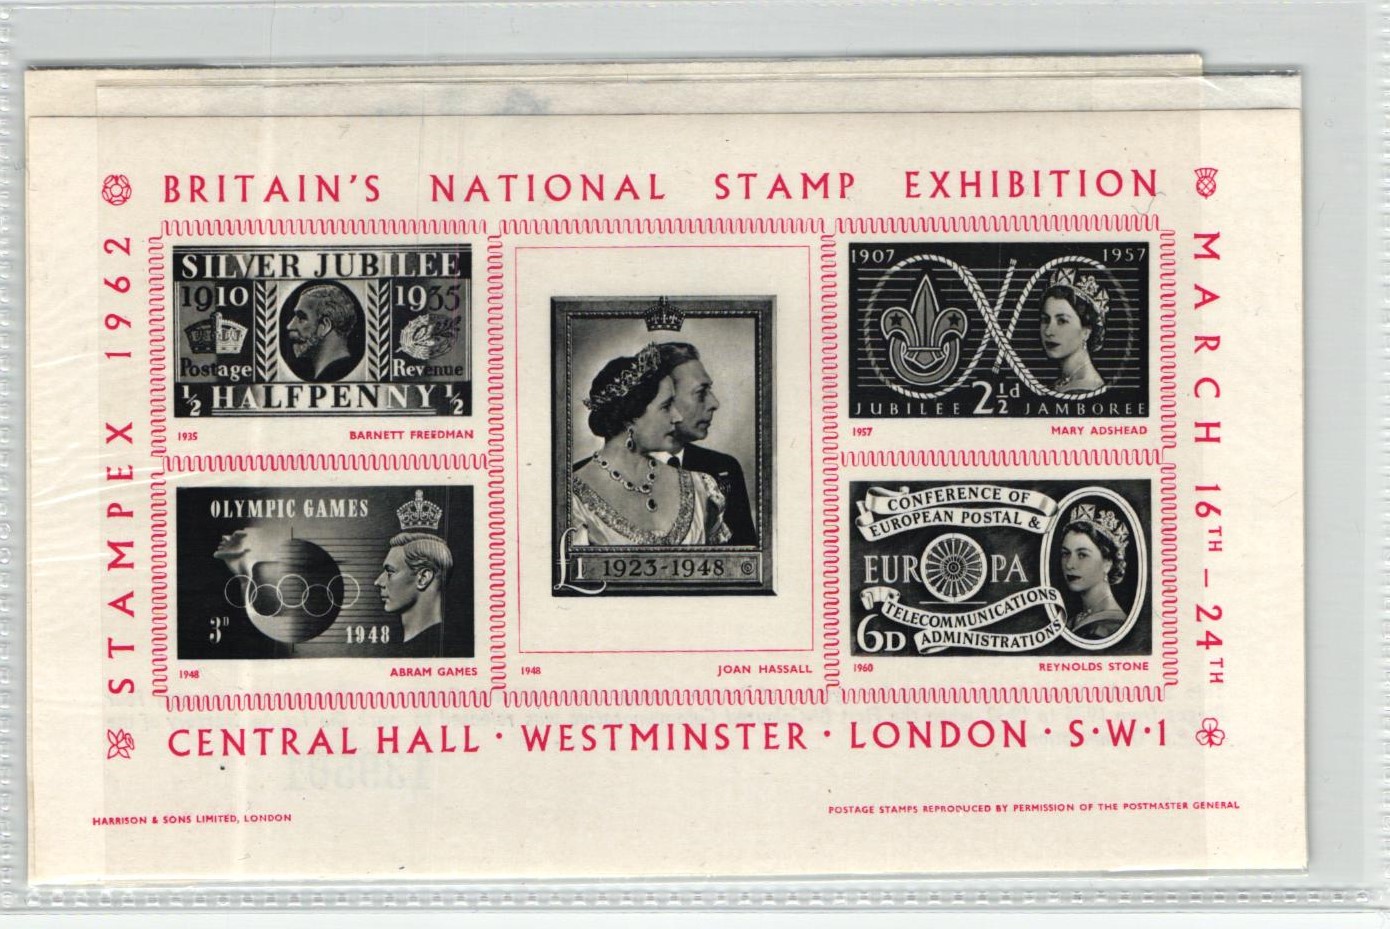 BRITAIN'S NATIONAL STAMP EXHIBITION
STAMPEX 1962
MARCH 16TH – 24TH
SILVER JUBILEE
1910 1935
Postage Revenue
½ HALFPENNY ½
1935 BARNETT FREEDMAN
OLYMPIC GAMES
3D 1948
1948 ABRAM GAMES
£1 1923-1948
1948 JOAN HASSALL
1907 1957
JUBILEE 2½d JAMBOREE
1957 MARY ADSHEAD
CONFERENCE OF
EUROPEAN POSTAL &
EUROPA
TELECOMMUNICATIONS
6D ADMINISTRATIONS
1960 REYNOLDS STONE
CENTRAL HALL · WESTMINSTER · LONDON · S·W·1
HARRISON & SONS LIMITED, LONDON
POSTAGE STAMPS REPRODUCED BY PERMISSION OF THE POSTMASTER GENERAL